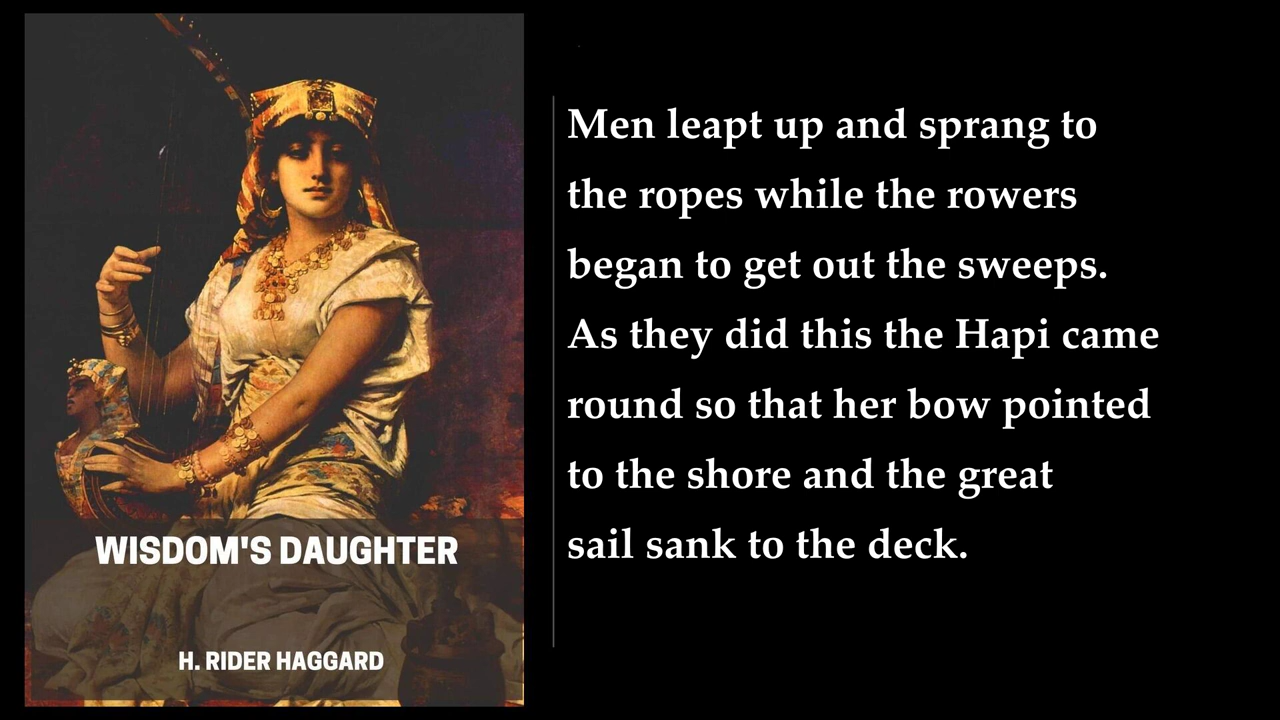 WISDOM'S DAUGHTER
H. RIDER HAGGARD
Men leapt up and sprang to
the ropes while the rowers
began to get out the sweeps.
As they did this the Hapi came
round so that her bow pointed
to the shore and the great
sail sank to the deck.